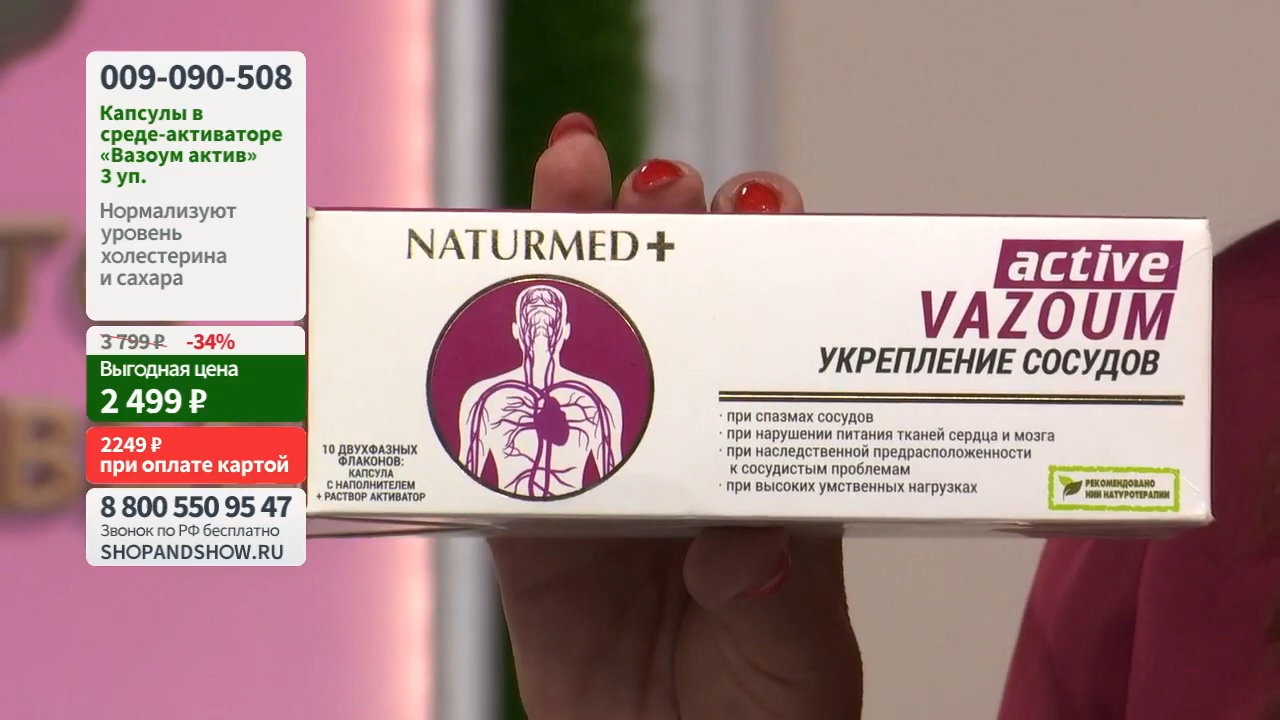 009-090-508
Капсулы в
среде-активаторе
«Вазоум актив»
3 уп.
Нормализуют
уровень
холестерина
и сахара
3 799 ₽ -34%
Выгодная цена
2 499 ₽
2249 ₽
при оплате картой
8 800 550 95 47
Звонок по РФ бесплатно
SHOPANDSHOW.RU
NATURMED+
10 ДВУХФАЗНЫХ
ФЛАКОНОВ:
КАПСУЛА
С НАПОЛНИТЕЛЕМ
+ РАСТВОР АКТИВАТОР
active
VAZOUM
УКРЕПЛЕНИЕ СОСУДОВ
· при спазмах сосудов
· при нарушении питания тканей сердца и мозга
· при наследственной предрасположенности
к сосудистым проблемам
· при высоких умственных нагрузках
РЕКОМЕНДОВАНО
НИИ НАТУРОТЕРАПИИ